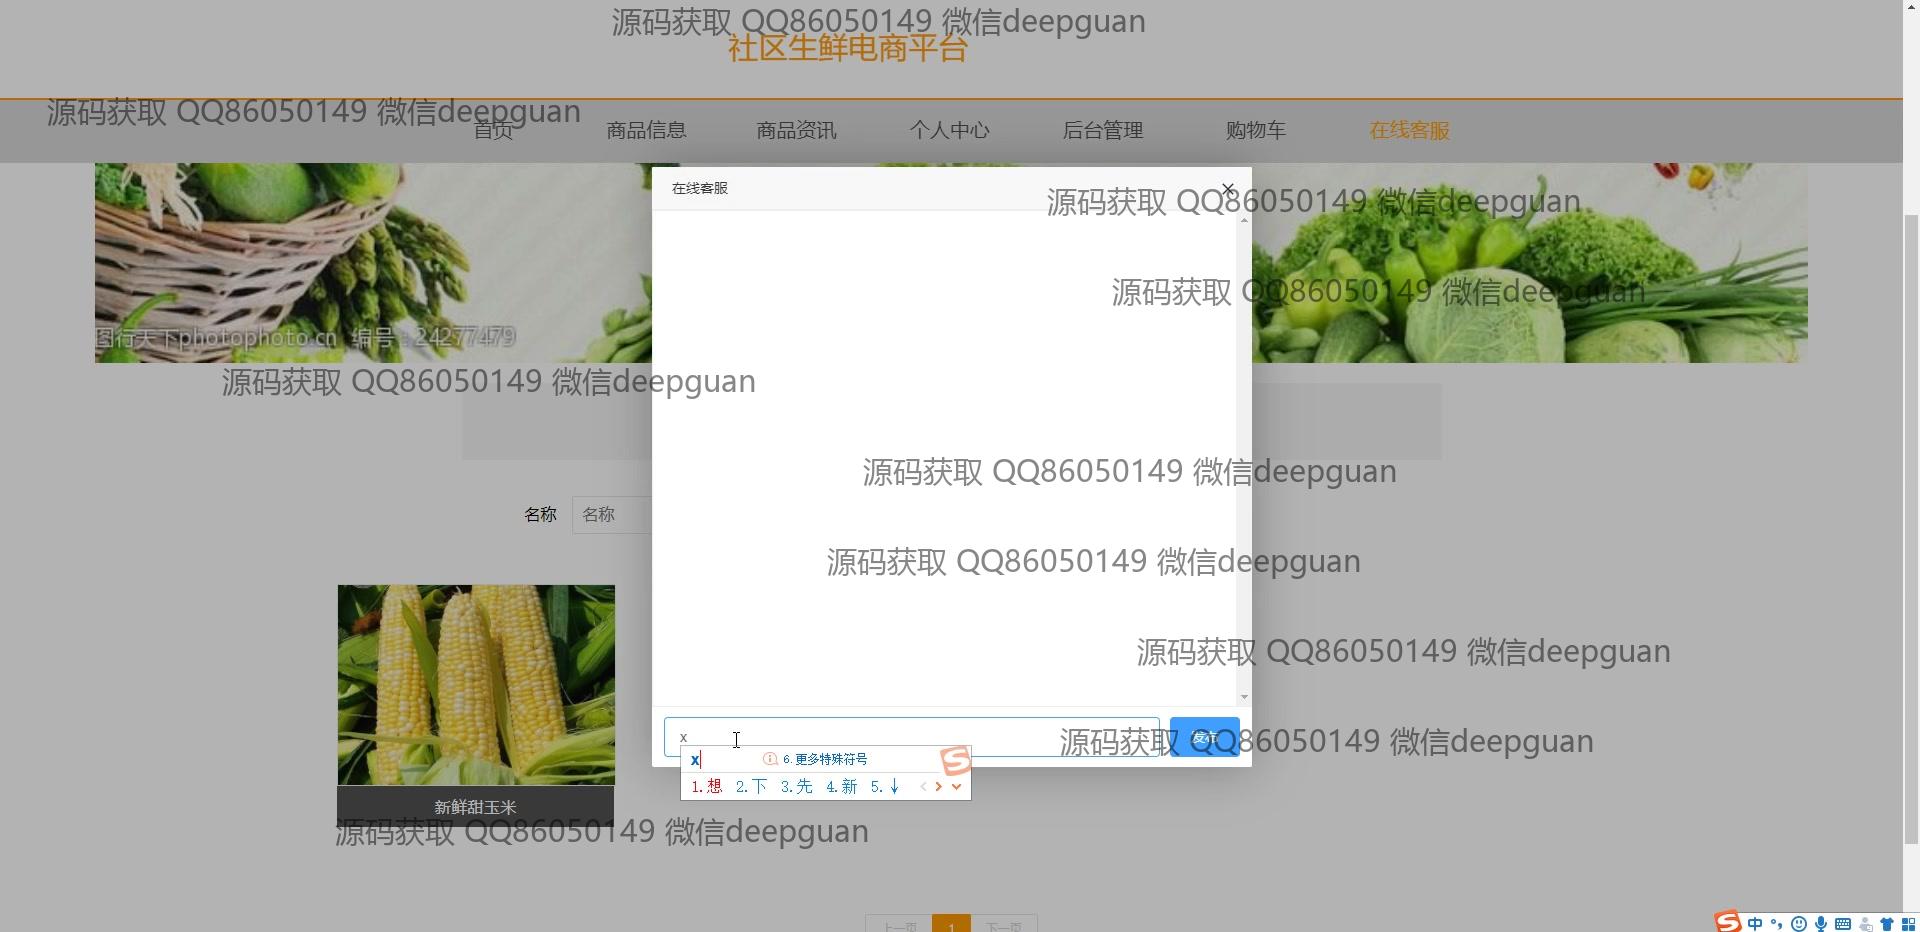 源码获取 QQ86050149 微信deepguan
社区生鲜电商平台
源码获取 QQ86050149 微信deepguan
首页 商品信息 商品资讯 个人中心 后台管理 购物车 在线客服
在线客服
源码获取 QQ86050149 微信deepguan
源码获取 QQ86050149 微信deepguan
图行天下photophoto.cn 编号：24277479
源码获取 QQ86050149 微信deepguan
源码获取 QQ86050149 微信deepguan
名称 名称
源码获取 QQ86050149 微信deepguan
源码获取 QQ86050149 微信deepguan
x 发布
源码获取 QQ86050149 微信deepguan
x 6.更多特殊符号
1.想 2.下 3.先 4.新 5.↓
新鲜甜玉米
源码获取 QQ86050149 微信deepguan
上一页 1 下一页
中